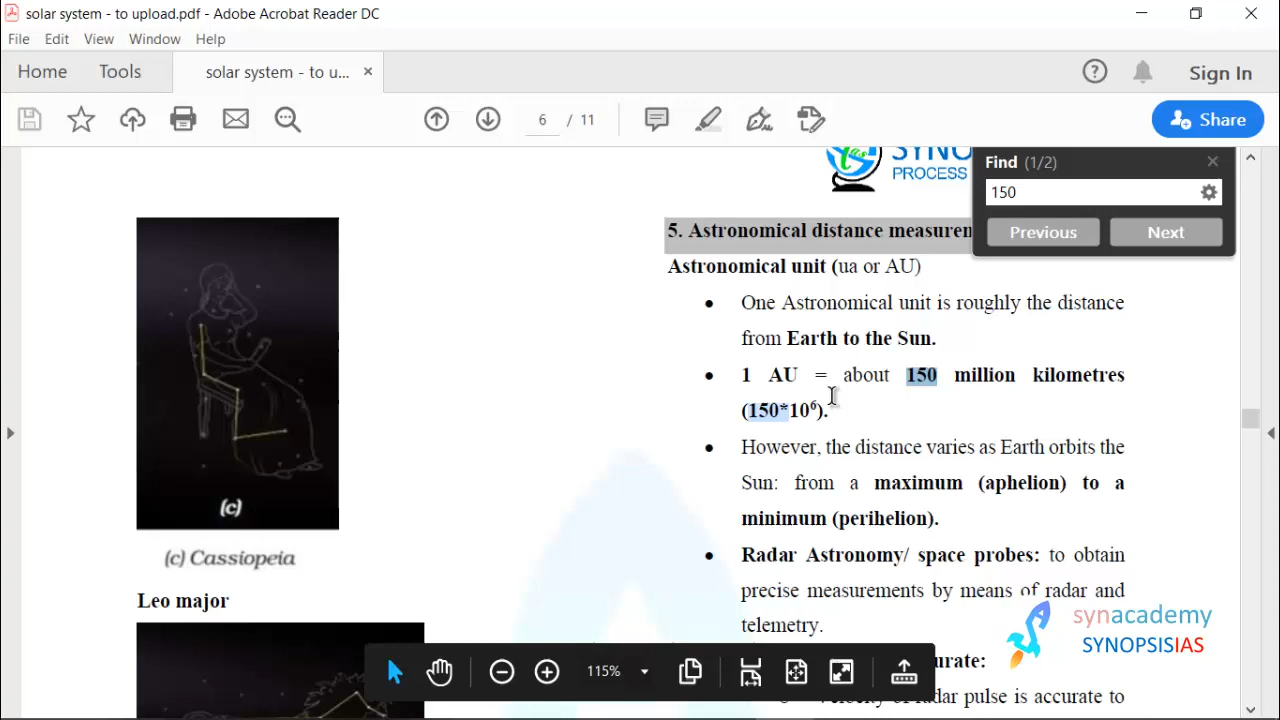 solar system - to upload.pdf - Adobe Acrobat Reader DC
File Edit View Window Help
Home Tools solar system - to u... ×
Sign In
6 / 11
Share
SYNO
PROCESS
Find (1/2)
150
Previous Next
5. Astronomical distance measurem
Astronomical unit (ua or AU)
• One Astronomical unit is roughly the distance
from Earth to the Sun.
• 1 AU = about 150 million kilometres
(150*10⁶).
• However, the distance varies as Earth orbits the
Sun: from a maximum (aphelion) to a
minimum (perihelion).
• Radar Astronomy/ space probes: to obtain
precise measurements by means of radar and
telemetry.
urate:
velocity of radar pulse is accurate to
(c)
(c) Cassiopeia
Leo major
synacademy
SYNOPSISIAS
115%